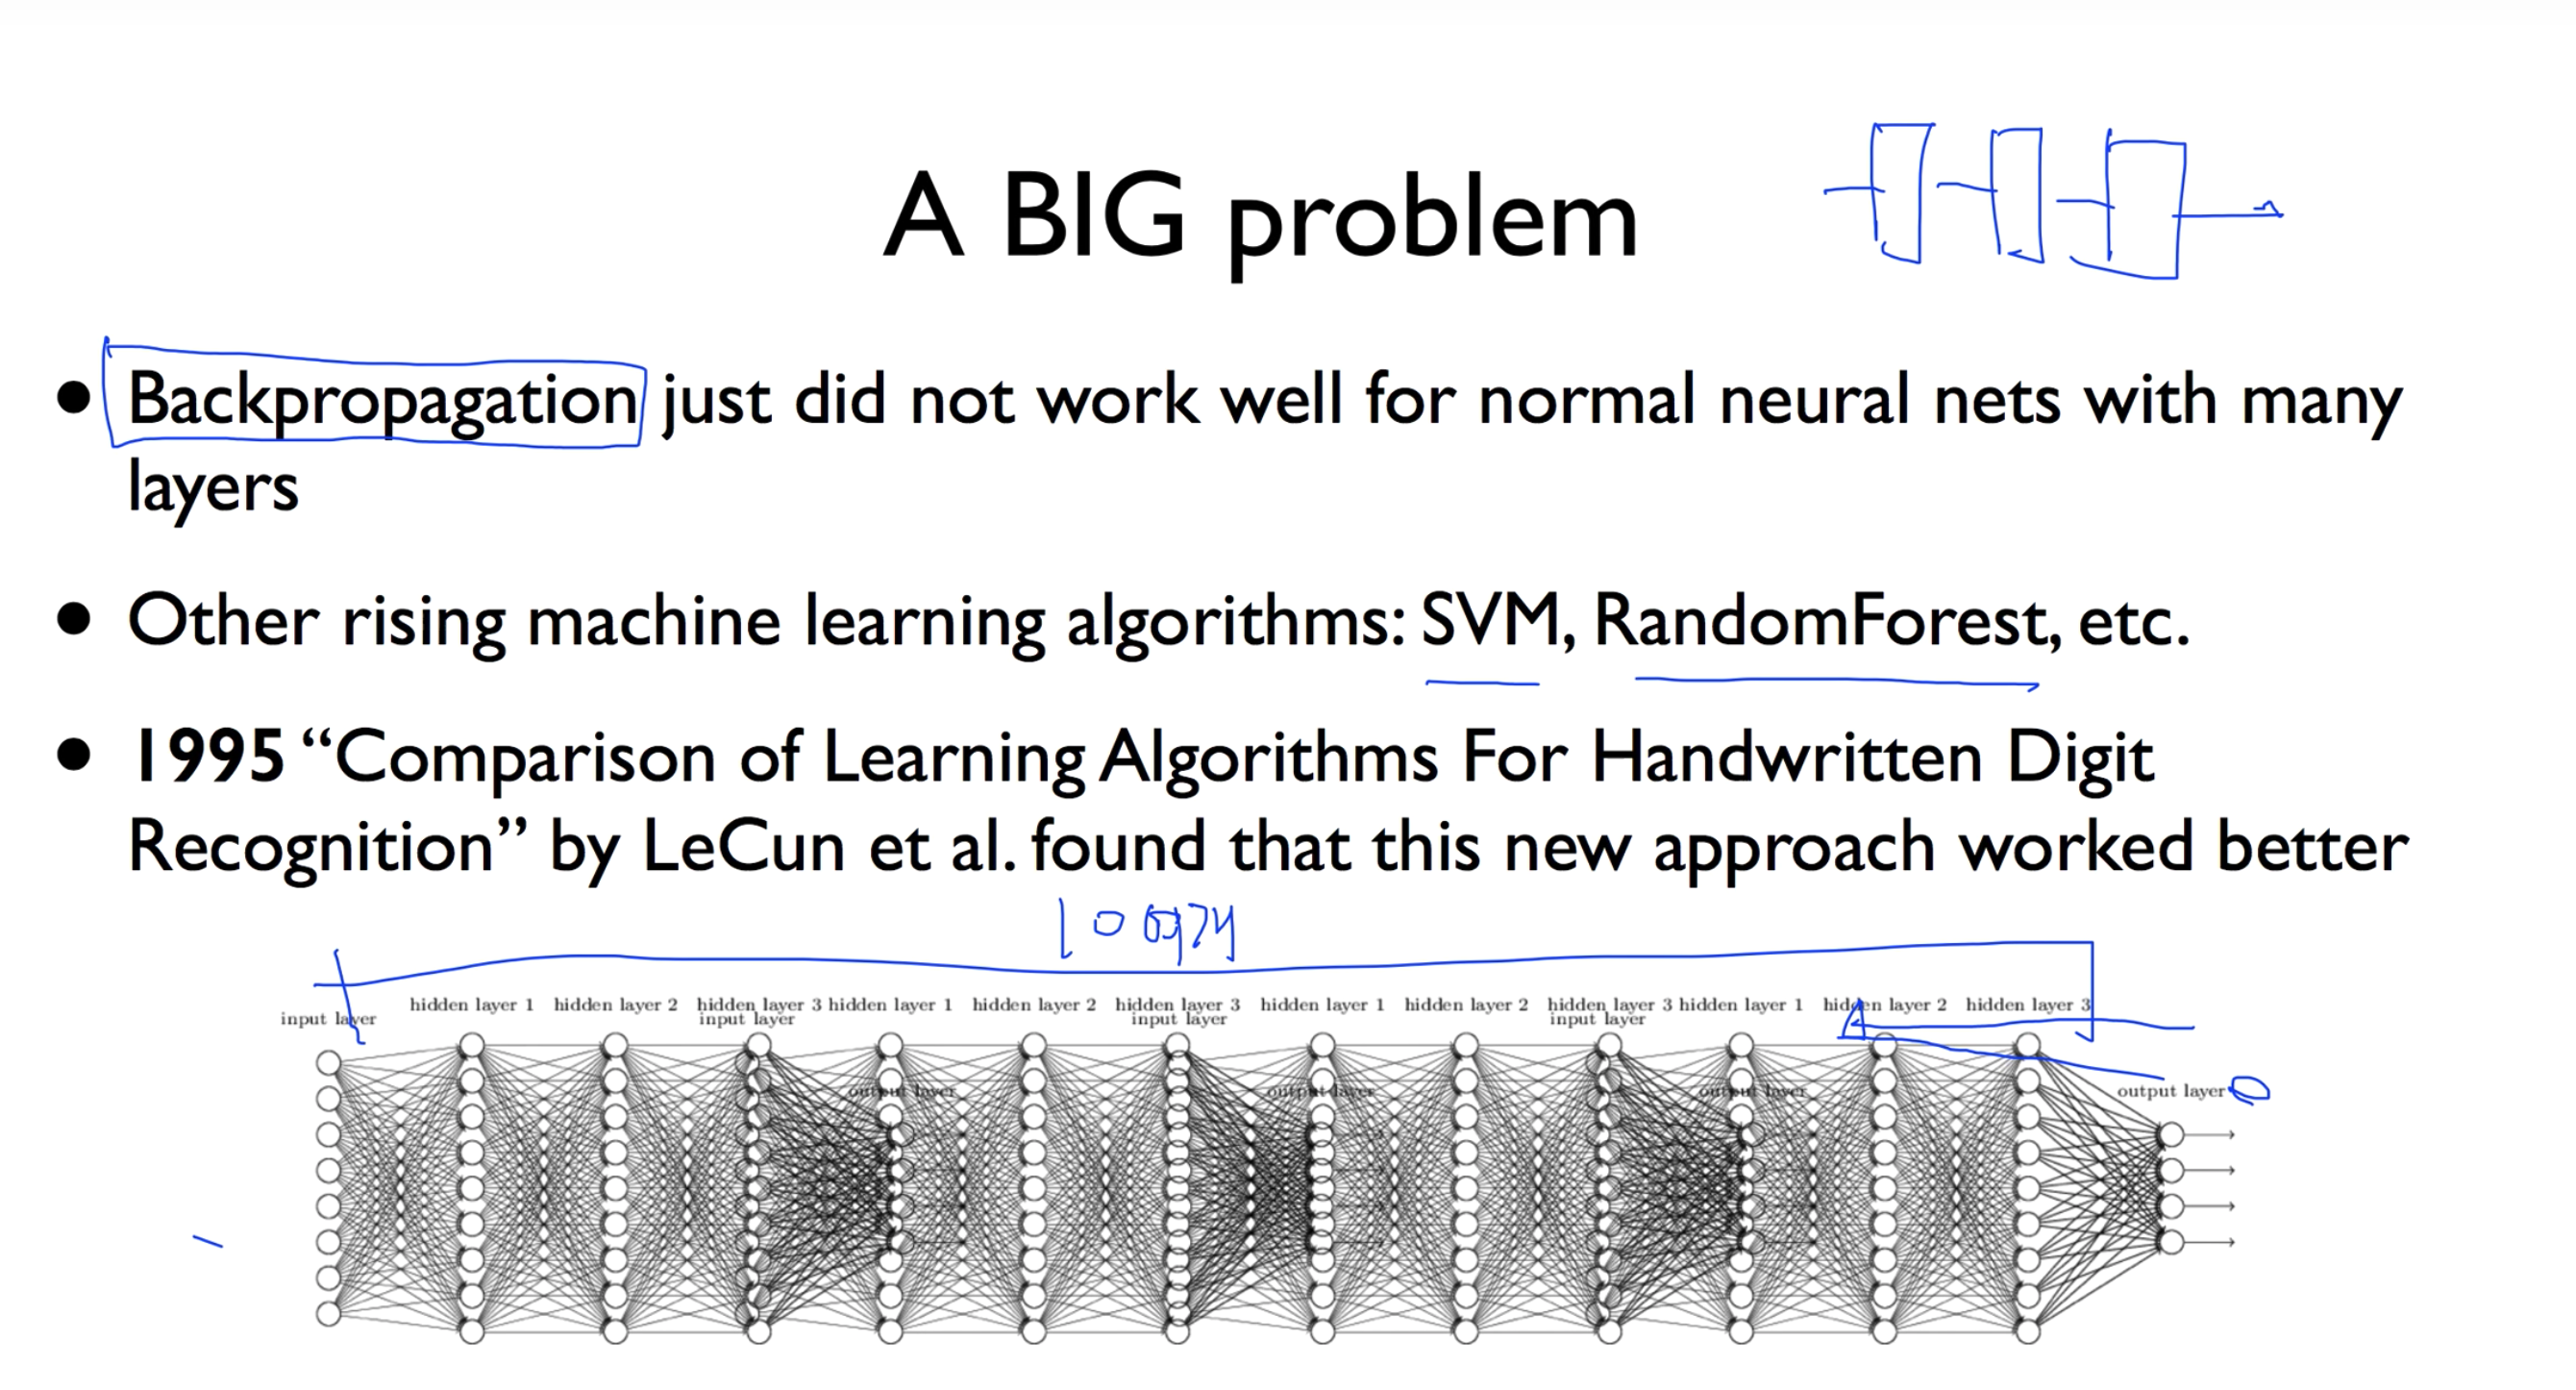 A BIG problem
• Backpropagation just did not work well for normal neural nets with many
layers
• Other rising machine learning algorithms: SVM, RandomForest, etc.
• 1995 “Comparison of Learning Algorithms For Handwritten Digit
Recognition” by LeCun et al. found that this new approach worked better
hidden layer 1 hidden layer 2 hidden layer 3 hidden layer 1 hidden layer 2 hidden layer 3 hidden layer 1 hidden layer 2 hidden layer 3 hidden layer 1 hidden layer 2 hidden layer 3
input layer input layer input layer input layer
output layer output layer output layer output layer